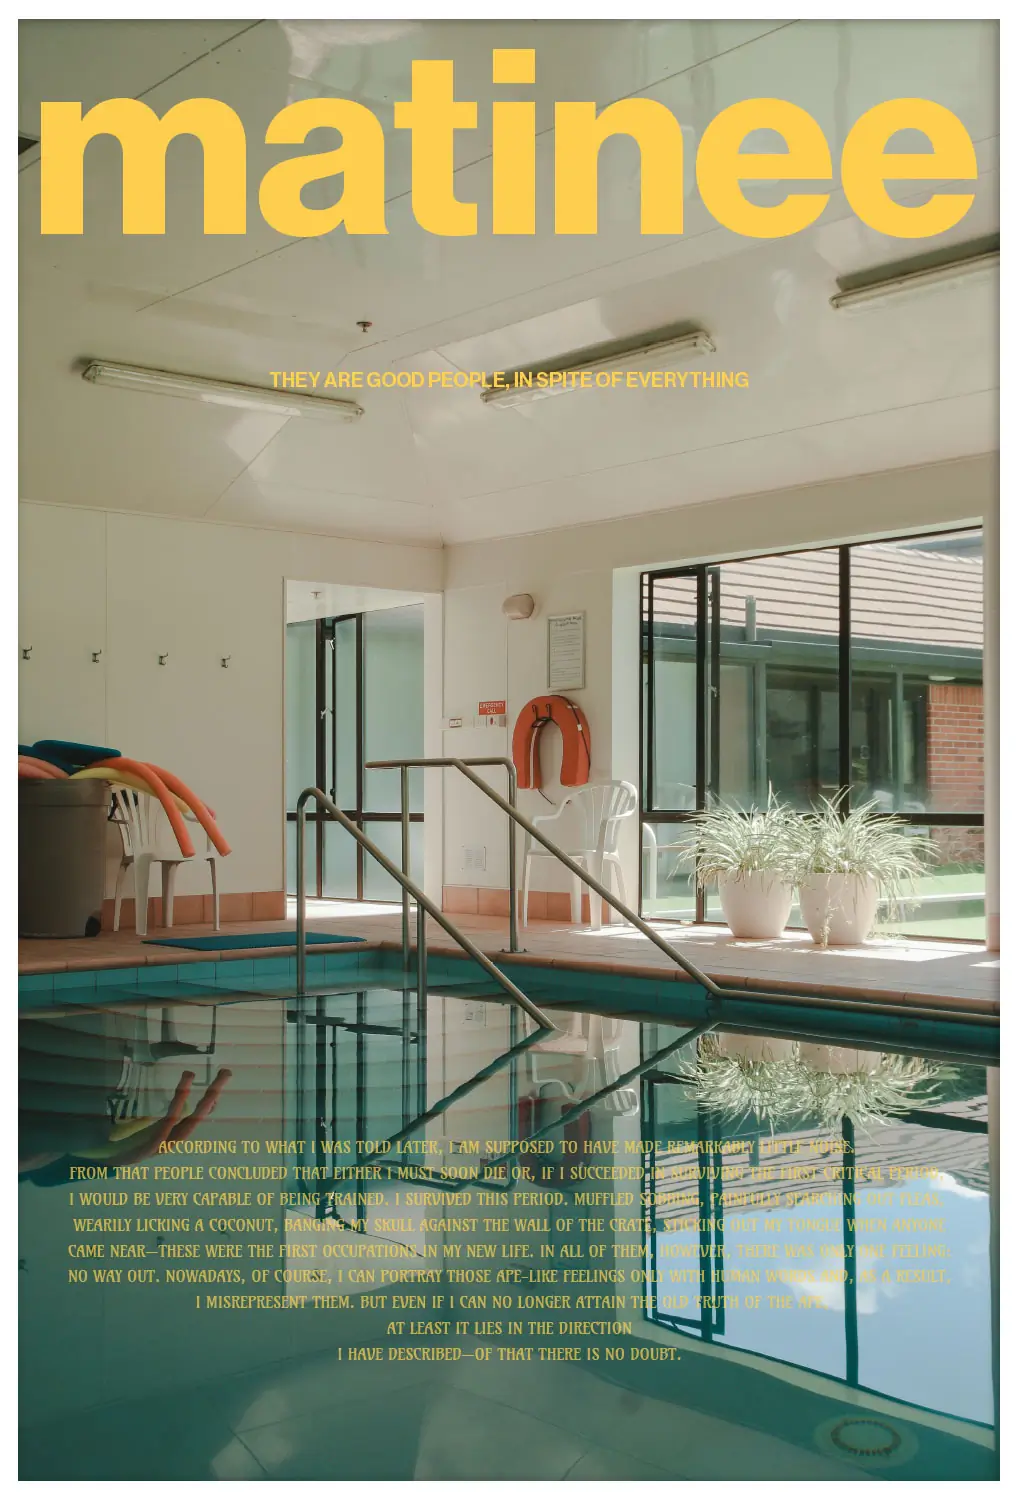 matinee
THEY ARE GOOD PEOPLE, IN SPITE OF EVERYTHING
EMERGENCY
CALL
ACCORDING TO WHAT I WAS TOLD LATER, I AM SUPPOSED TO HAVE MADE REMARKABLY LITTLE NOISE.
FROM THAT PEOPLE CONCLUDED THAT EITHER I MUST SOON DIE OR, IF I SUCCEEDED IN SURVIVING THE FIRST CRITICAL PERIOD,
I WOULD BE VERY CAPABLE OF BEING TRAINED. I SURVIVED THIS PERIOD. MUFFLED SOBBING, PAINFULLY SEARCHING OUT FLEAS,
WEARILY LICKING A COCONUT, BANGING MY SKULL AGAINST THE WALL OF THE CRATE, STICKING OUT MY TONGUE WHEN ANYONE
CAME NEAR—THESE WERE THE FIRST OCCUPATIONS IN MY NEW LIFE. IN ALL OF THEM, HOWEVER, THERE WAS ONLY ONE FEELING:
NO WAY OUT. NOWADAYS, OF COURSE, I CAN PORTRAY THOSE APE-LIKE FEELINGS ONLY WITH HUMAN WORDS AND, AS A RESULT,
I MISREPRESENT THEM. BUT EVEN IF I CAN NO LONGER ATTAIN THE OLD TRUTH OF THE APE,
AT LEAST IT LIES IN THE DIRECTION
I HAVE DESCRIBED—OF THAT THERE IS NO DOUBT.